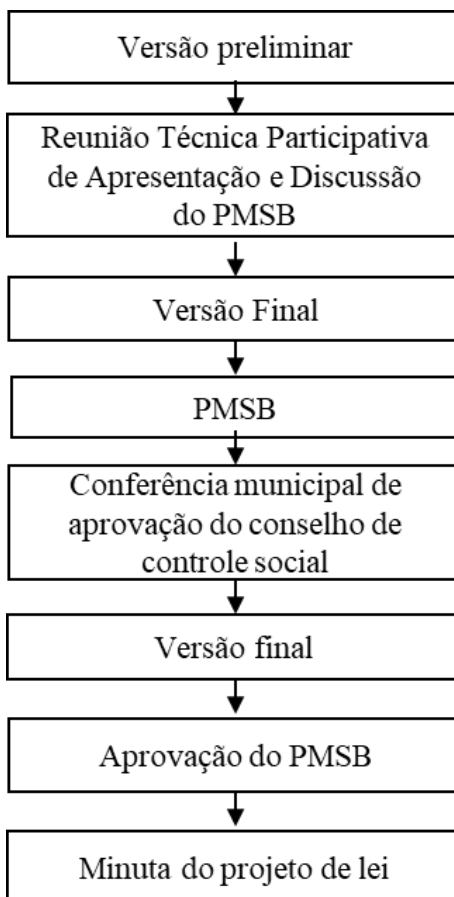 Versão preliminar
Reunião Técnica Participativa
de Apresentação e Discussão
do PMSB
Versão Final
PMSB
Conferência municipal de
aprovação do conselho de
controle social
Versão final
Aprovação do PMSB
Minuta do projeto de lei